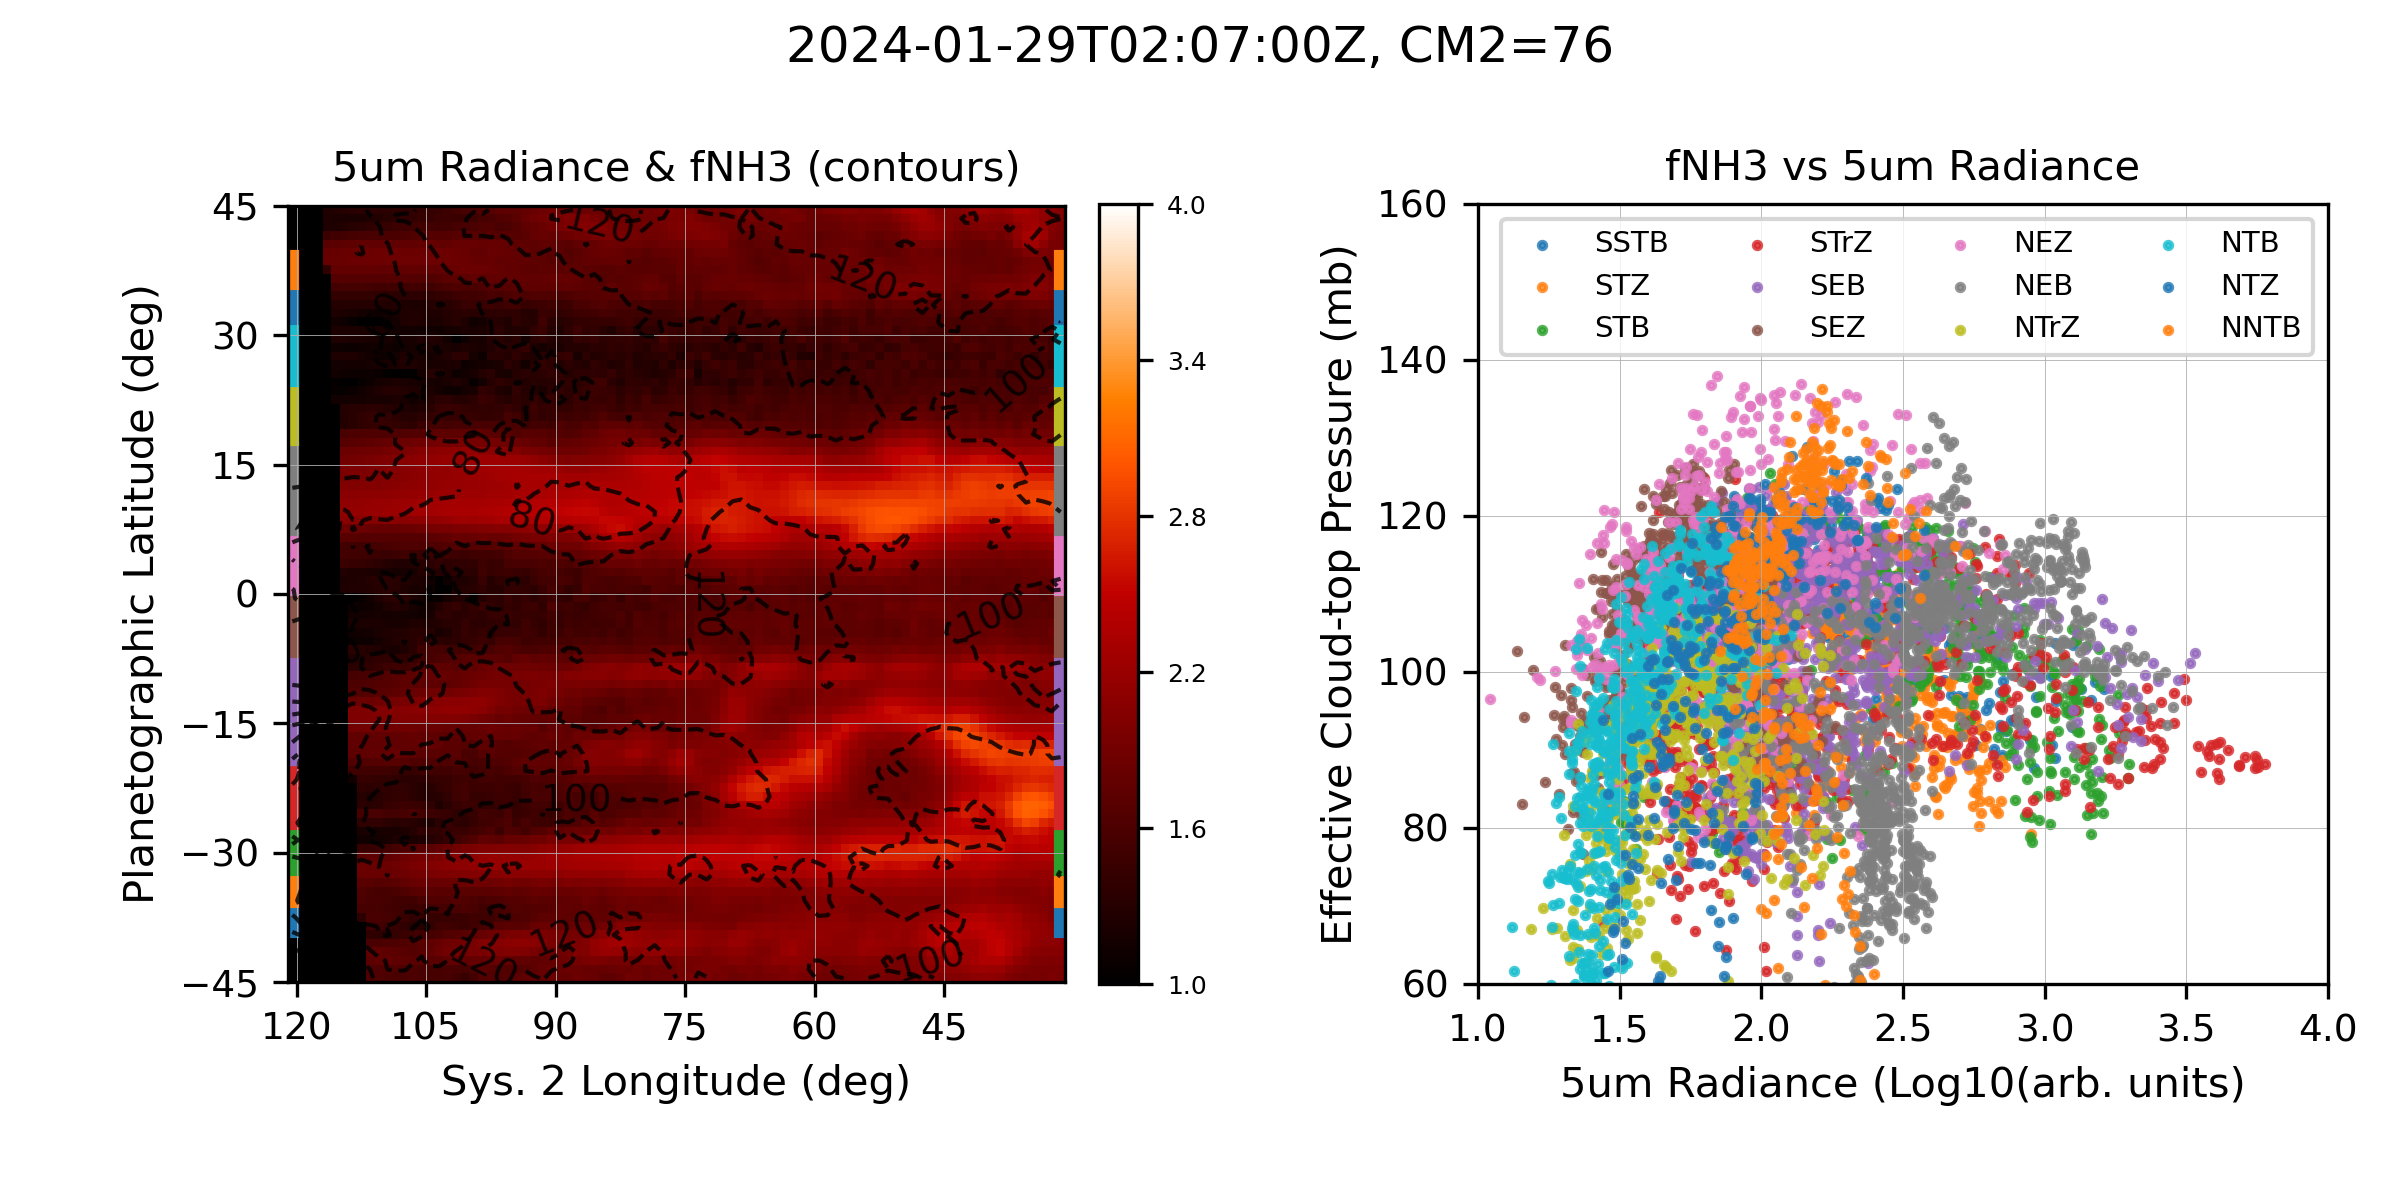 2024-01-29T02:07:00Z, CM2=76
5um Radiance & fNH3 (contours)
45
30
15
0
−15
−30
−45
Planetographic Latitude (deg)
120
120
100
80
80
120
100
100
120
120
100
120 105 90 75 60 45
Sys. 2 Longitude (deg)
4.0
3.4
2.8
2.2
1.6
1.0
fNH3 vs 5um Radiance
160
140
120
100
80
60
Effective Cloud-top Pressure (mb)
SSTB STrZ NEZ NTB
STZ SEB NEB NTZ
STB SEZ NTrZ NNTB
1.0 1.5 2.0 2.5 3.0 3.5 4.0
5um Radiance (Log10(arb. units)